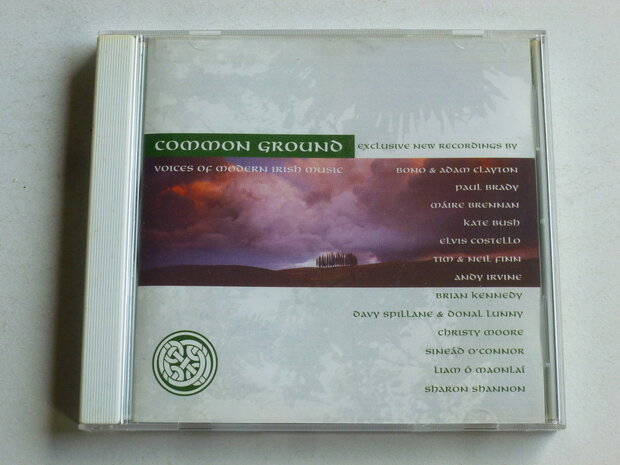 COMMON GROUND
EXCLUSIVE NEW RECORDINGS BY
VOICES OF MODERN IRISH MUSIC
BONO & ADAM CLAYTON
PAUL BRADY
MÁIRE BRENNAN
KATE BUSH
ELVIS COSTELLO
TIM & NEIL FINN
ANDY IRVINE
BRIAN KENNEDY
DAVY SPILLANE & DONAL LUNNY
CHRISTY MOORE
SINEÁD O'CONNOR
LIAM Ó MAONLAÍ
SHARON SHANNON